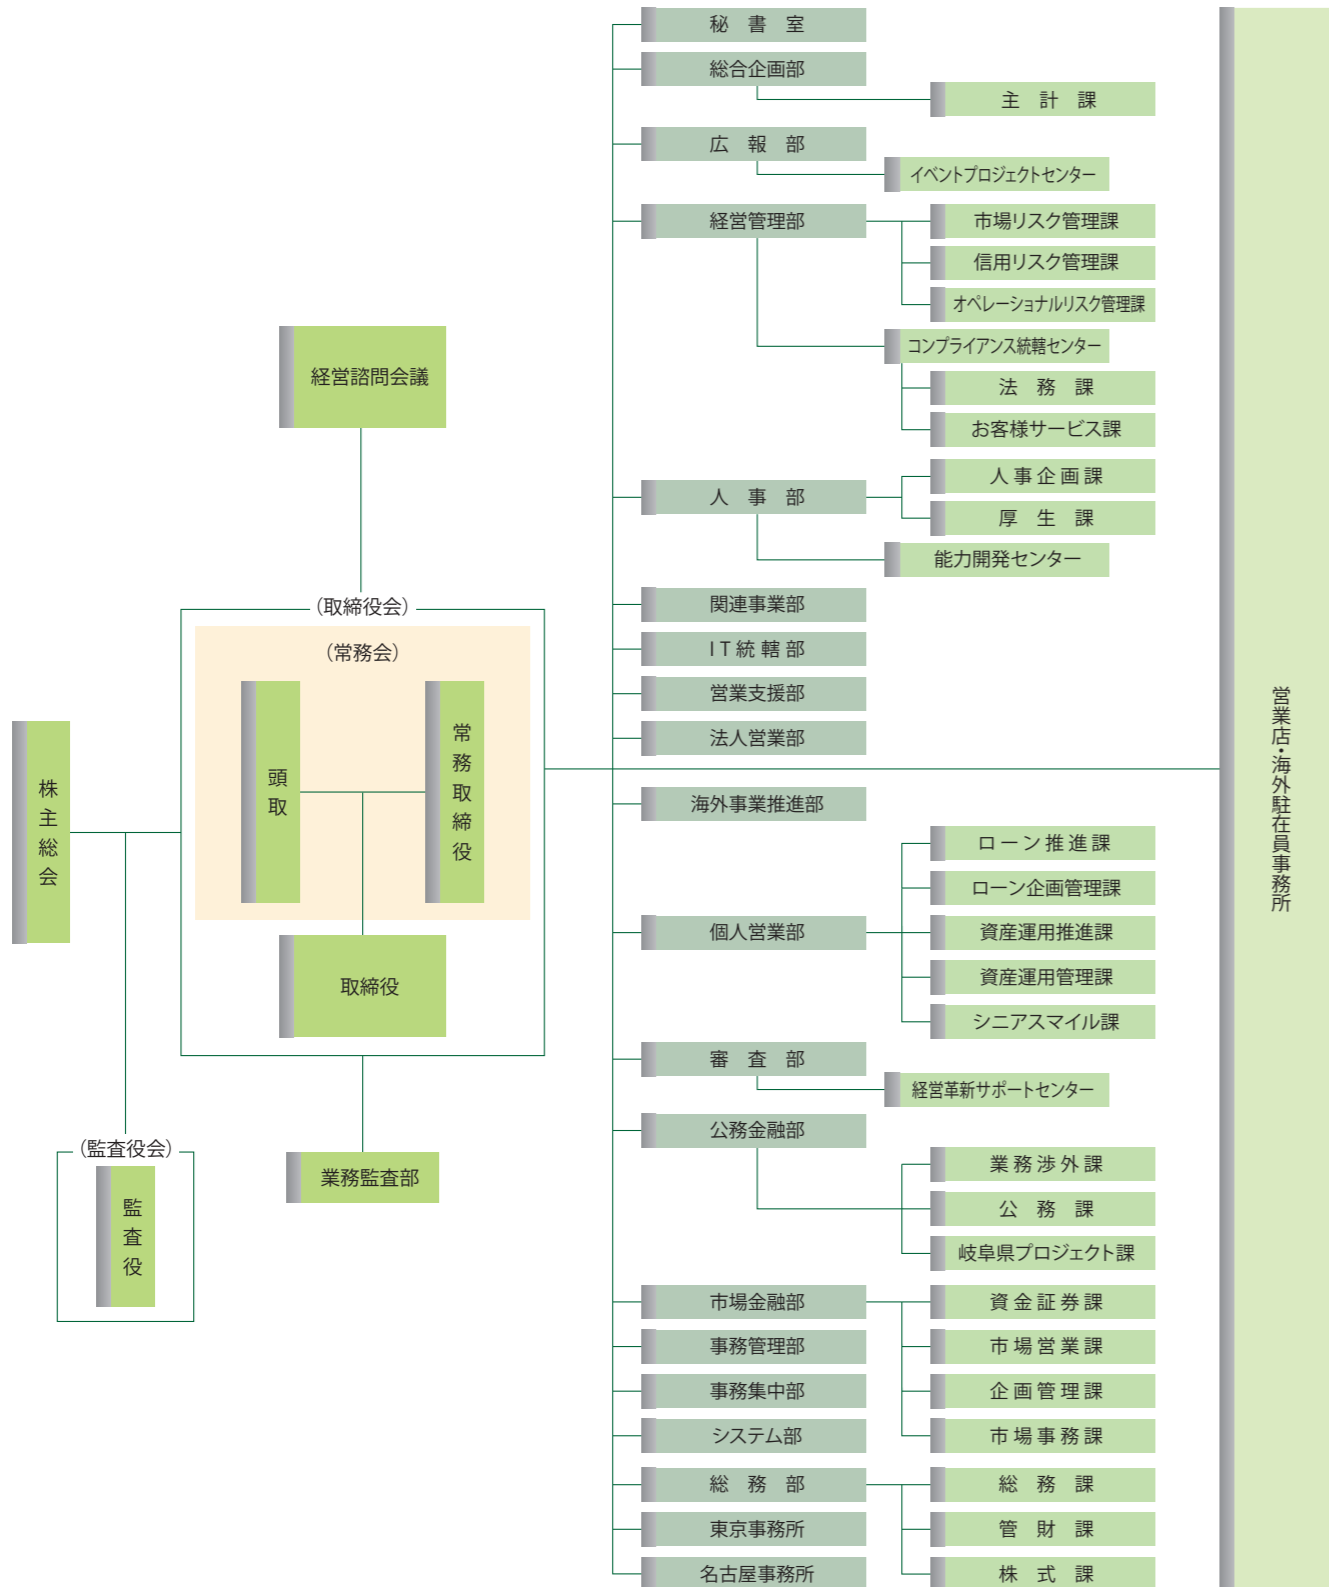 株主総会
(監査役会)
監査役
経営諮問会議
(取締役会)
(常務会)
頭取
常務取締役
取締役
業務監査部
秘書室
総合企画部
主計課
広報部
イベントプロジェクトセンター
経営管理部
市場リスク管理課
信用リスク管理課
オペレーショナルリスク管理課
コンプライアンス統轄センター
法務課
お客様サービス課
人事部
人事企画課
厚生課
能力開発センター
関連事業部
IT統轄部
営業支援部
法人営業部
海外事業推進部
個人営業部
ローン推進課
ローン企画管理課
資産運用推進課
資産運用管理課
シニアスマイル課
審査部
経営革新サポートセンター
公務金融部
業務渉外課
公務課
岐阜県プロジェクト課
市場金融部
資金証券課
市場営業課
企画管理課
市場事務課
事務管理部
事務集中部
システム部
総務部
総務課
管財課
株式課
東京事務所
名古屋事務所
営業店・海外駐在員事務所